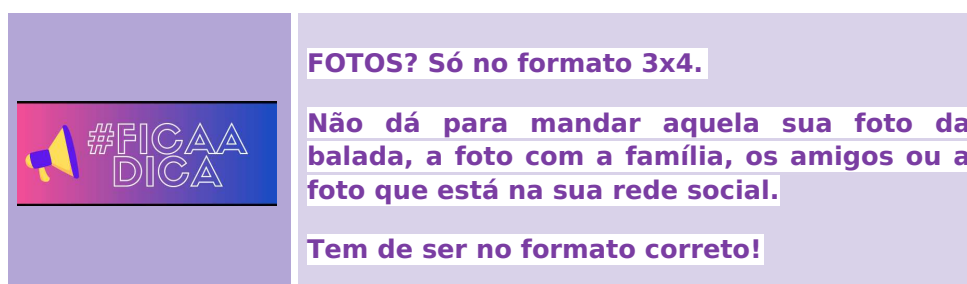 #FICAA
DICA
FOTOS? Só no formato 3x4.
Não dá para mandar aquela sua foto da
balada, a foto com a família, os amigos ou a
foto que está na sua rede social.
Tem de ser no formato correto!